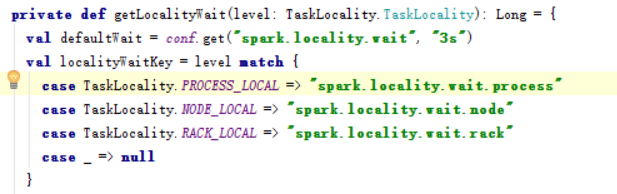 private def getLocalityWait(level: TaskLocality.TaskLocality): Long = {
val defaultWait = conf.get("spark.locality.wait", "3s")
val localityWaitKey = level match {
case TaskLocality.PROCESS_LOCAL => "spark.locality.wait.process"
case TaskLocality.NODE_LOCAL => "spark.locality.wait.node"
case TaskLocality.RACK_LOCAL => "spark.locality.wait.rack"
case _ => null
}